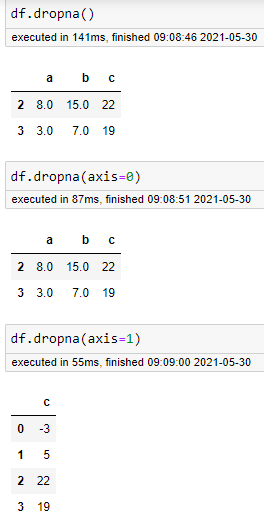 df.dropna()
executed in 141ms, finished 09:08:46 2021-05-30
a b c
2 8.0 15.0 22
3 3.0 7.0 19
df.dropna(axis=0)
executed in 87ms, finished 09:08:51 2021-05-30
a b c
2 8.0 15.0 22
3 3.0 7.0 19
df.dropna(axis=1)
executed in 55ms, finished 09:09:00 2021-05-30
c
0 -3
1 5
2 22
3 19